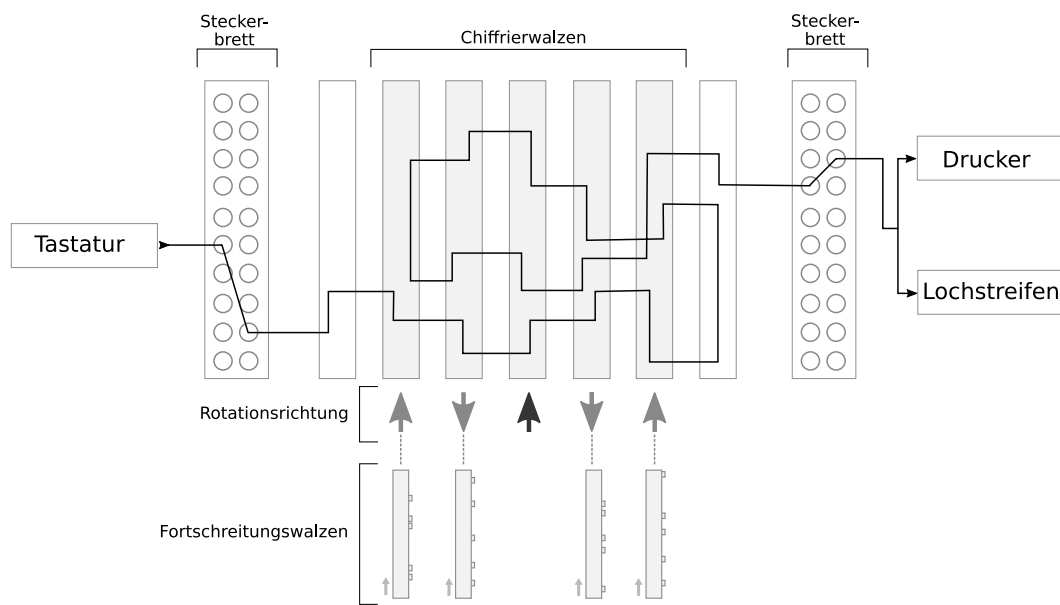 Stecker-
brett
Chiffrierwalzen
Stecker-
brett
Tastatur
Drucker
Lochstreifen
Rotationsrichtung
Fortschreitungswalzen